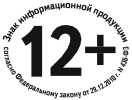 Знак информационной продукции
12+
согласно Федеральному закону от 29.12.2010 г. N 436-ФЗ